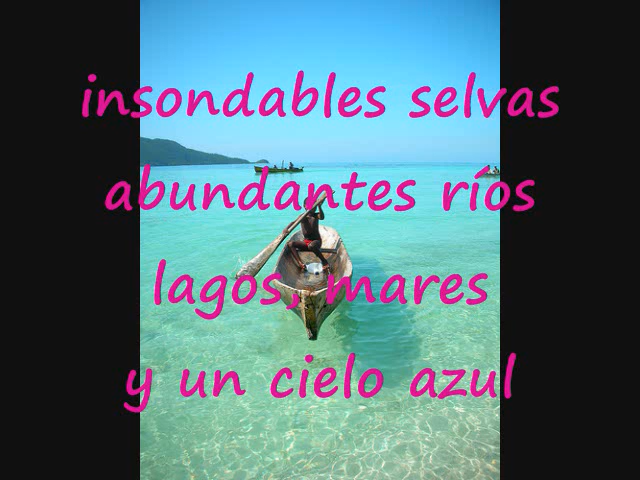 insondables selvas
abundantes ríos
lagos, mares
y un cielo azul